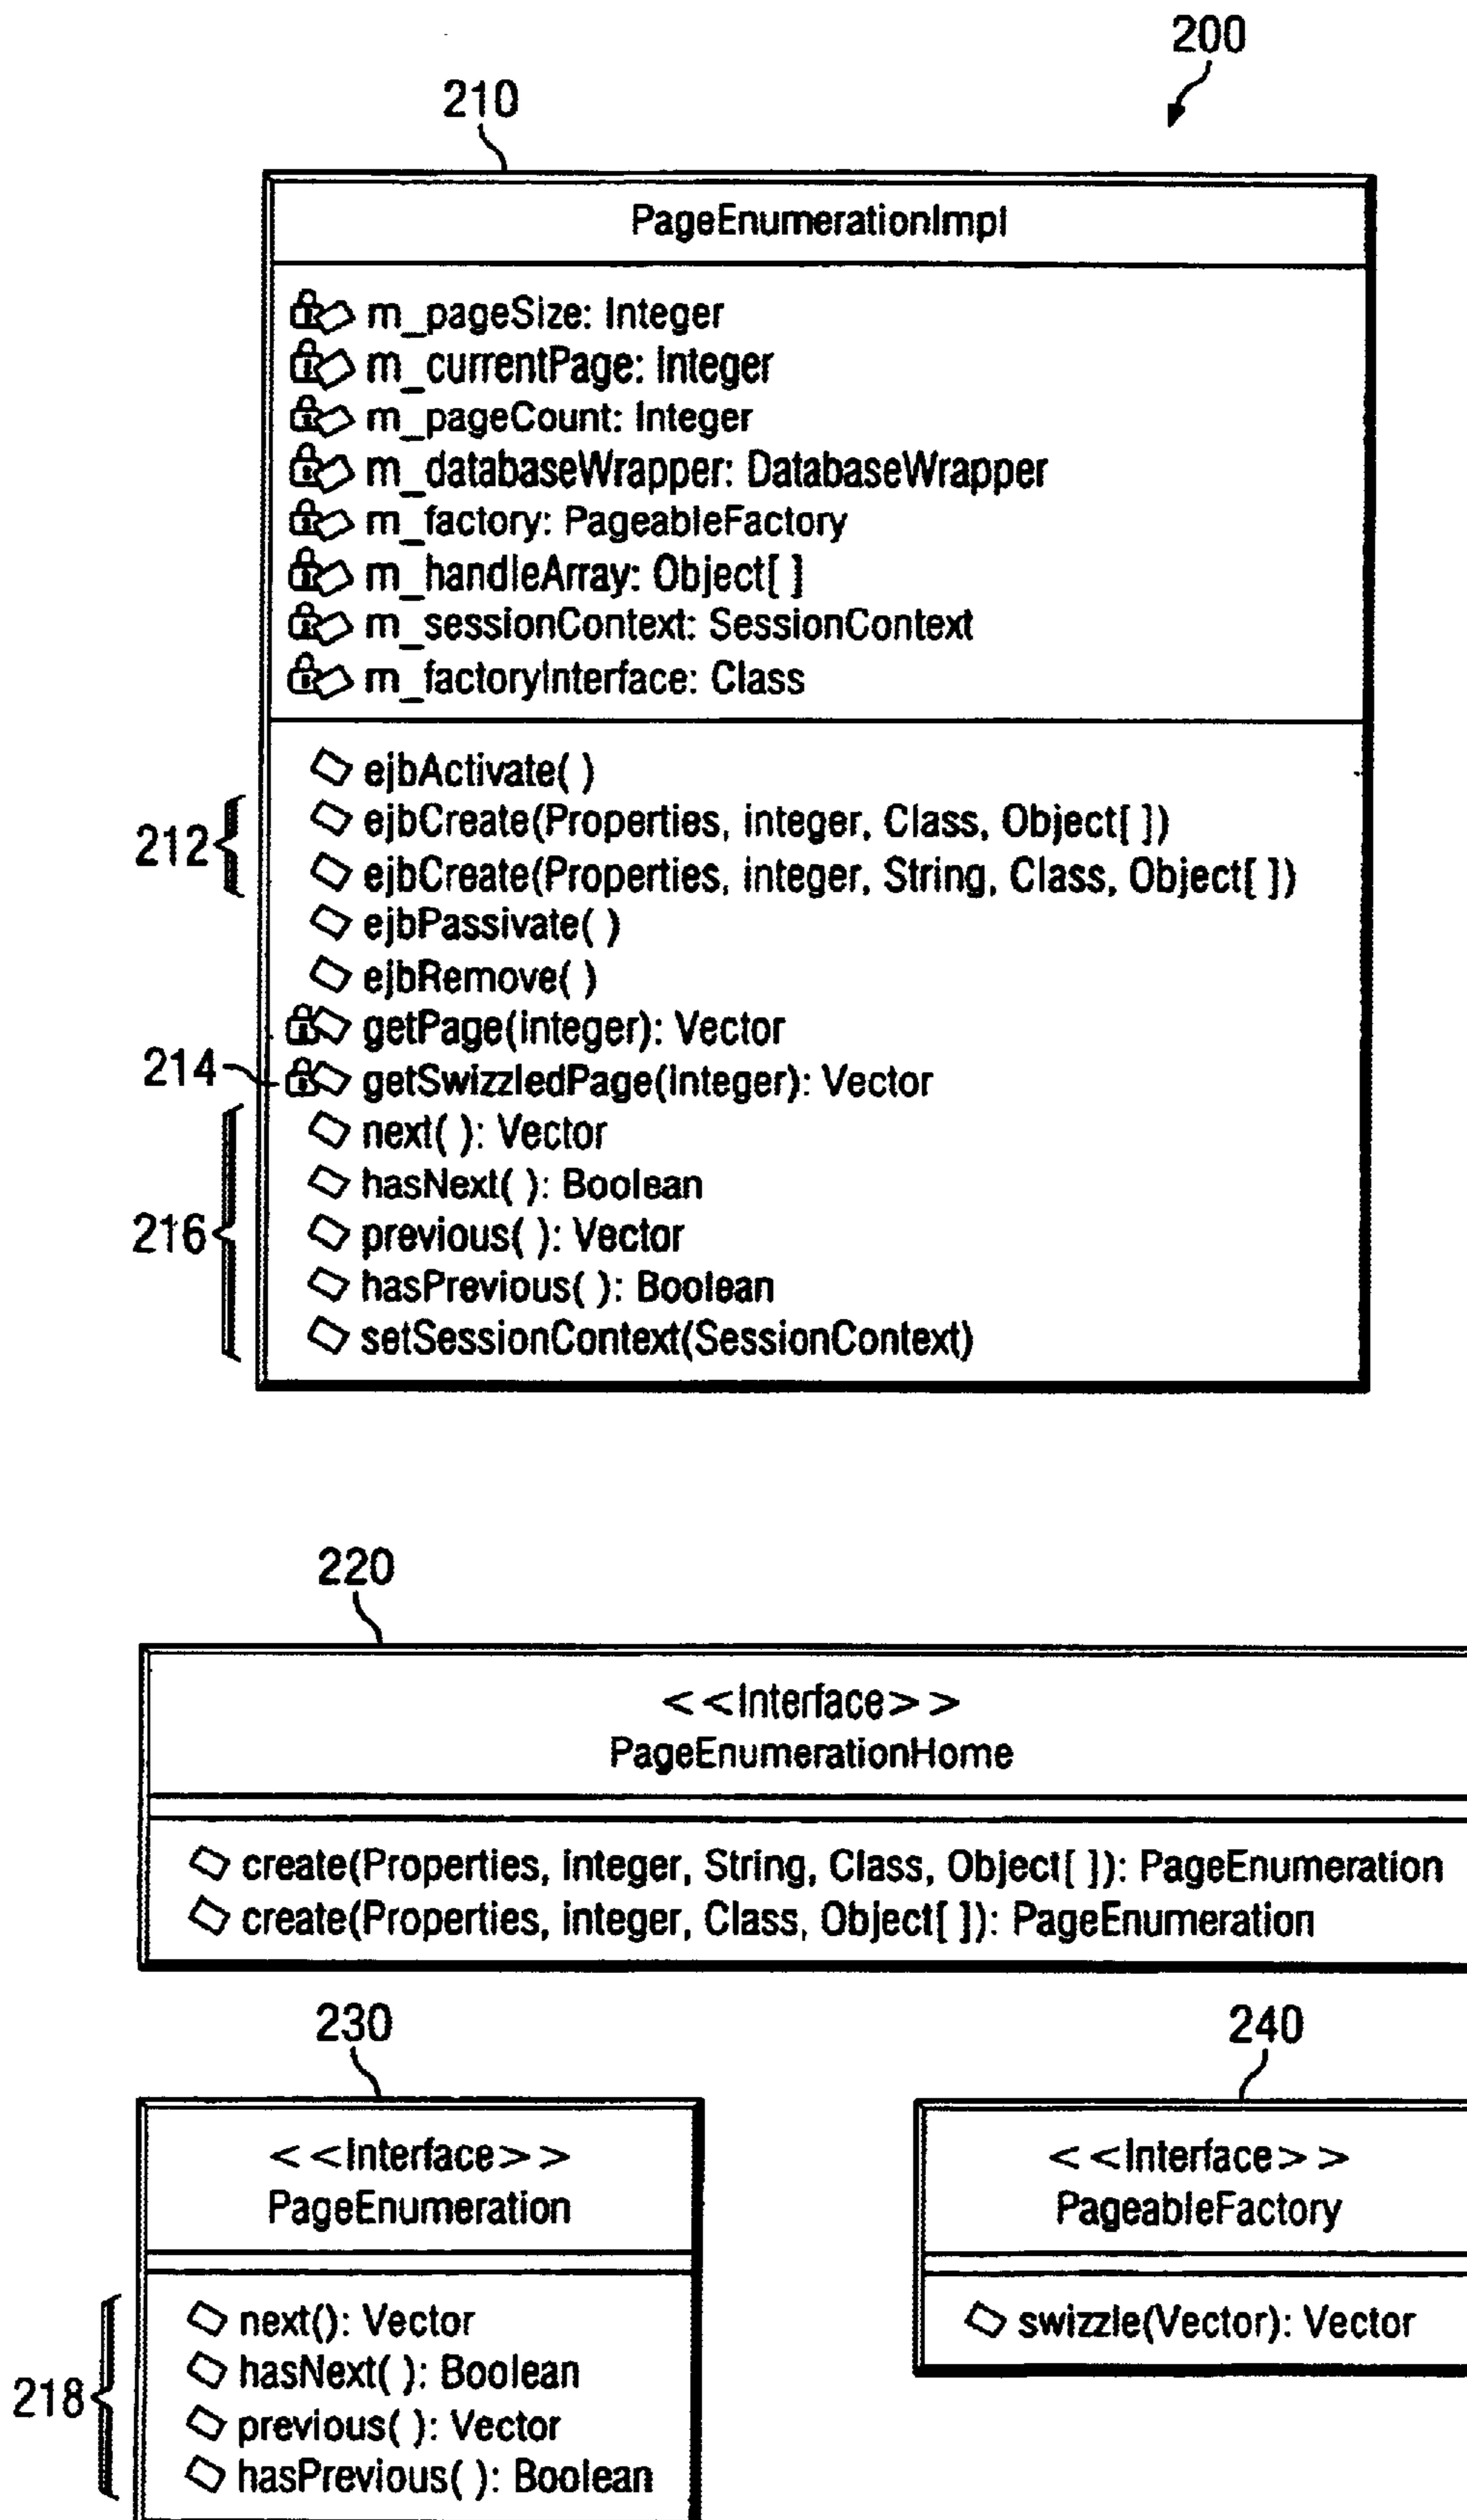 200
210
PageEnumerationImpl
m_pageSize: Integer
m_currentPage: Integer
m_pageCount: Integer
m_databaseWrapper: DatabaseWrapper
m_factory: PageableFactory
m_handleArray: Object[ ]
m_sessionContext: SessionContext
m_factoryInterface: Class
ejbActivate( )
212
ejbCreate(Properties, integer, Class, Object[ ])
ejbCreate(Properties, integer, String, Class, Object[ ])
ejbPassivate( )
ejbRemove( )
getPage(integer): Vector
214
getSwizzledPage(integer): Vector
next( ): Vector
hasNext( ): Boolean
216
previous( ): Vector
hasPrevious( ): Boolean
setSessionContext(SessionContext)
220
<<Interface>>
PageEnumerationHome
create(Properties, integer, String, Class, Object[ ]): PageEnumeration
create(Properties, integer, Class, Object[ ]): PageEnumeration
230
<<Interface>>
PageEnumeration
218
next(): Vector
hasNext( ): Boolean
previous( ): Vector
hasPrevious( ): Boolean
240
<<Interface>>
PageableFactory
swizzle(Vector): Vector